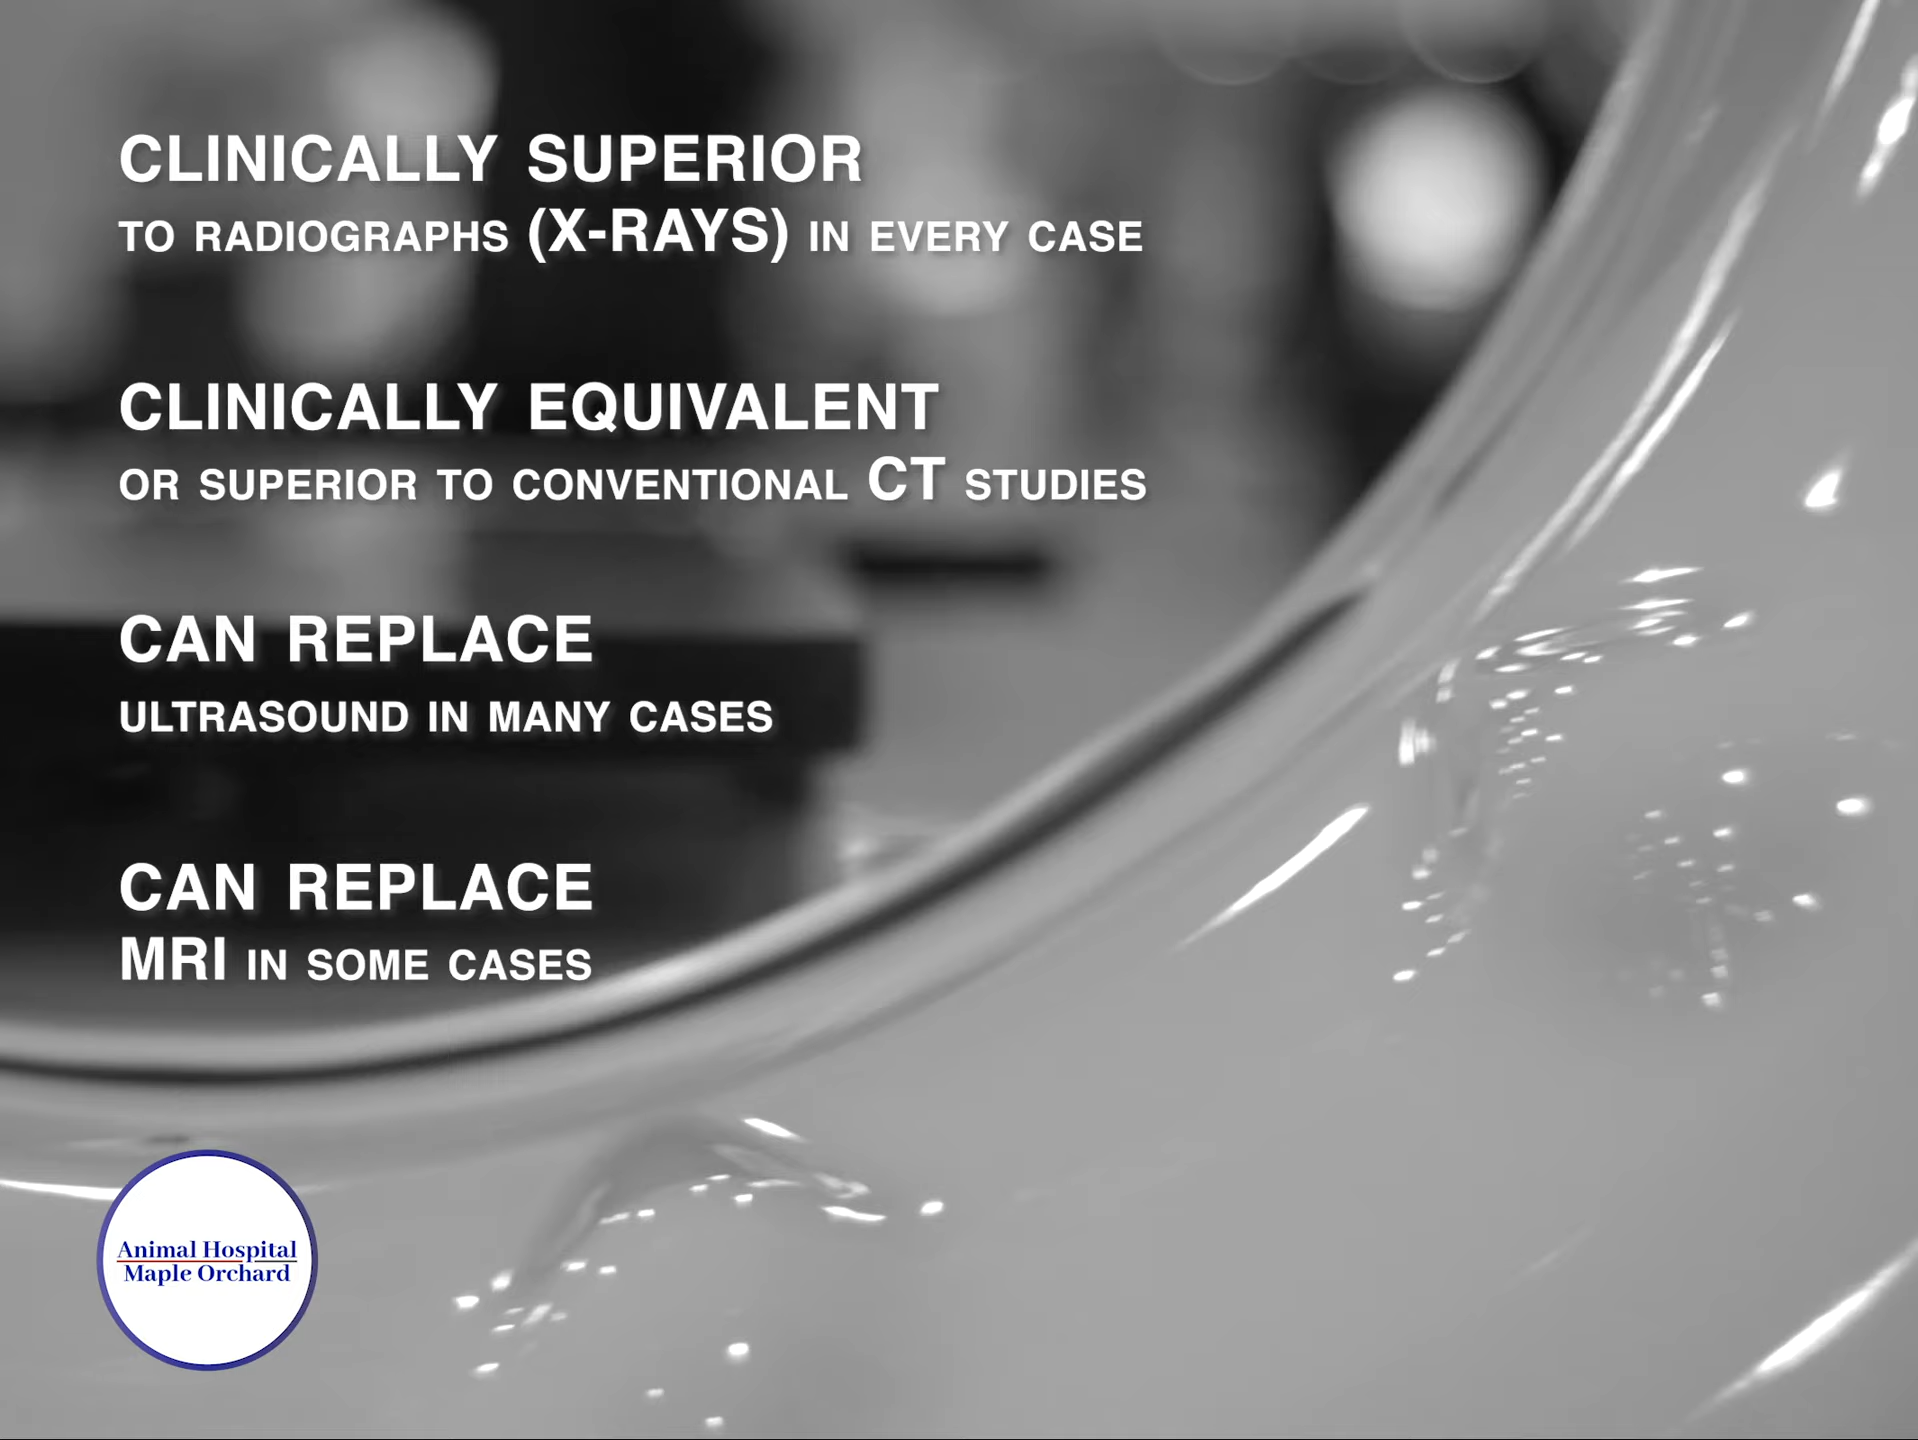 CLINICALLY SUPERIOR
TO RADIOGRAPHS (X-RAYS) IN EVERY CASE
CLINICALLY EQUIVALENT
OR SUPERIOR TO CONVENTIONAL CT STUDIES
CAN REPLACE
ULTRASOUND IN MANY CASES
CAN REPLACE
MRI IN SOME CASES
Animal Hospital
Maple Orchard